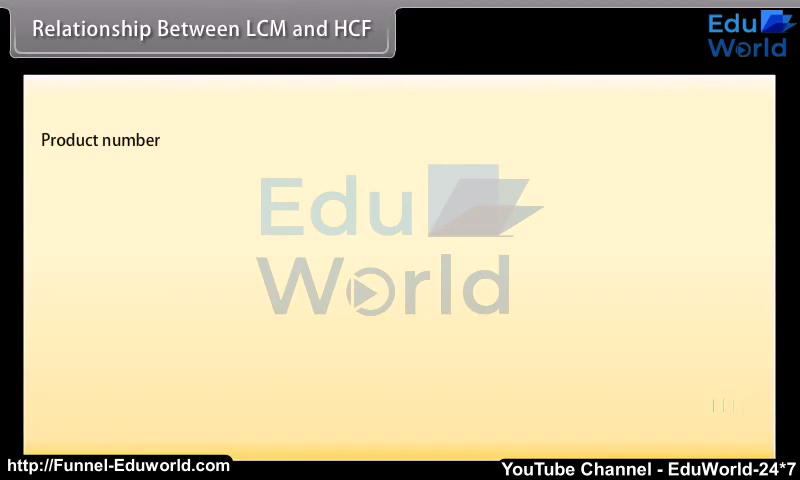 Relationship Between LCM and HCF
Edu
World
Product number
Edu
World
http://Funnel-Eduworld.com
YouTube Channel - EduWorld-24*7